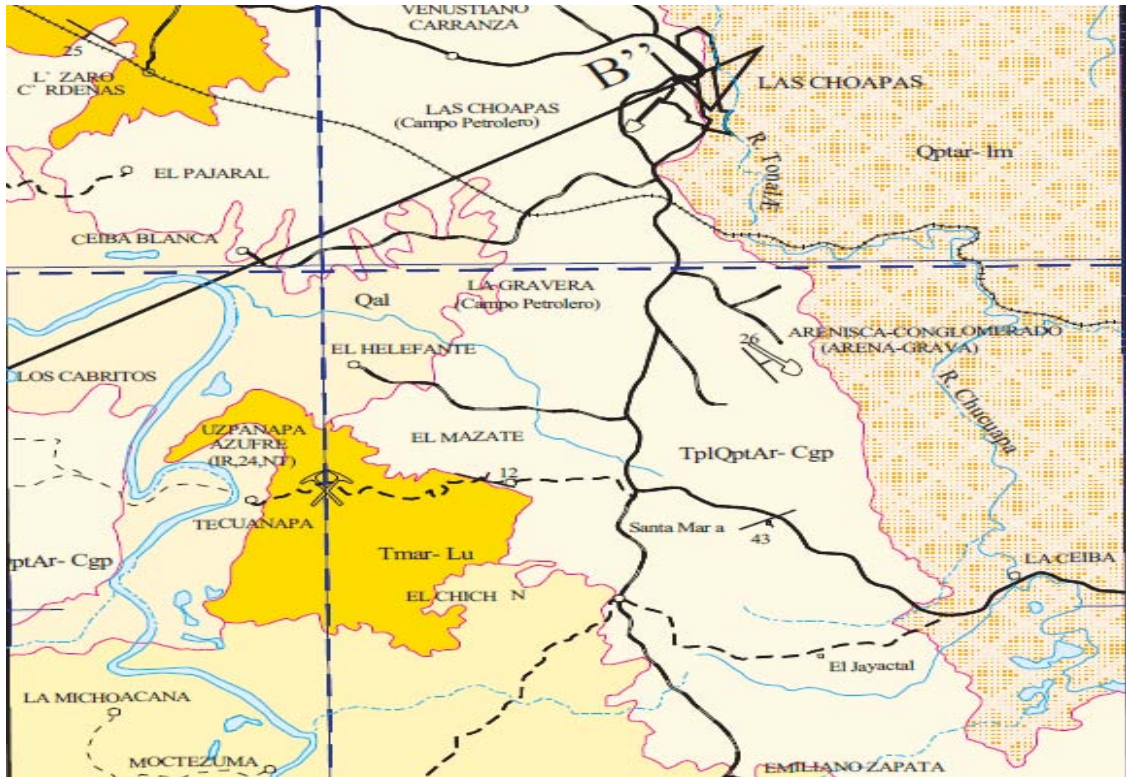 VENUSTIANO
CARRANZA
25
L' ZARO
C' RDENAS
B''
LAS CHOAPAS
LAS CHOAPAS
(Campo Petrolero)
R. TonalÆ
Qptar- lm
EL PAJARAL
CEIBA BLANCA
Qal
LA GRAVERA
(Campo Petrolero)
26
ARENISCA-CONGLOMERADO
(ARENA-GRAVA)
EL HELEFANTE
LOS CABRITOS
R. Chucuapa
UZPANAPA
AZUFRE
(IR,24,NT)
EL MAZATE
TplQptAr- Cgp
12
TECUANAPA
Santa Mar a
43
Tmar- Lu
ptAr- Cgp
LA CEIBA
EL CHICH N
El Jayactal
LA MICHOACANA
MOCTEZUMA
EMILIANO ZAPATA